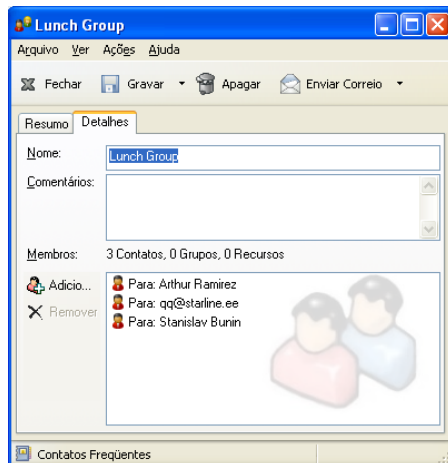 Lunch Group
Arquivo Ver Ações Ajuda
Fechar Gravar Apagar Enviar Correio
Resumo Detalhes
Nome: Lunch Group
Comentários:
Membros: 3 Contatos, 0 Grupos, 0 Recursos
Adicio... Para: Arthur Ramirez
Remover Para: qq@starline.ee
Para: Stanislav Bunin
Contatos Freqüentes